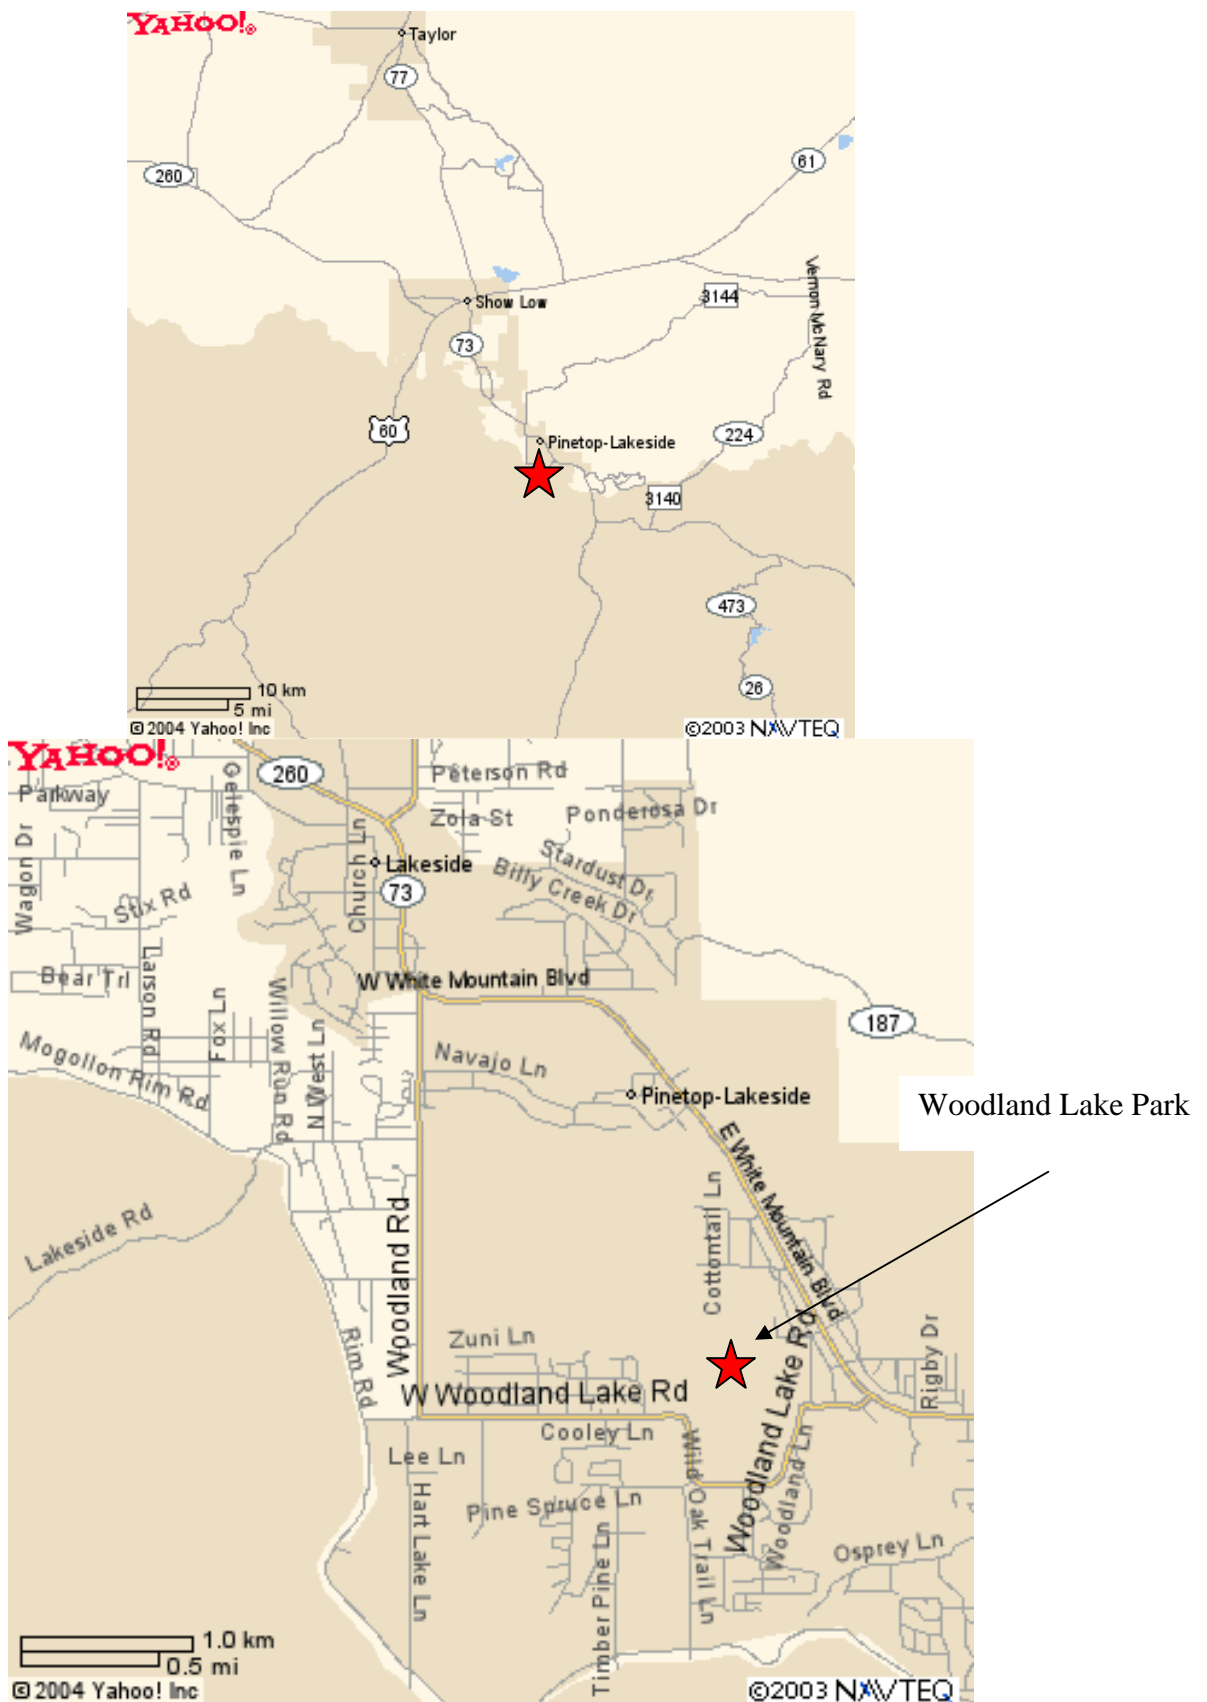 YAHOO!®
Taylor
77
260
61
Vernon McNary Rd
3144
Show Low
73
60
224
Pinetop-Lakeside
3140
473
26
10 km
5 mi
© 2004 Yahoo! Inc
©2003 NAVTEQ
YAHOO!®
260
Peterson Rd
Parkway
Gelespie Ln
Zola St
Ponderosa Dr
Wagon Dr
Church Ln
Lakeside
Stardust Dr
Billy Creek Dr
73
Stix Rd
Bear Trl
Larson Rd
W White Mountain Blvd
Fox Ln
Willow Run Rd
N West Ln
187
Mogollon Rim Rd
Navajo Ln
Pinetop-Lakeside
Woodland Lake Park
E White Mountain Blvd
Cottontail Ln
Lakeside Rd
Woodland Rd
Zuni Ln
Rim Rd
Woodland Lake Rd
Rigby Dr
W Woodland Lake Rd
Cooley Ln
Lee Ln
Wild Oak Trail Ln
Woodland Ln
Hart Lake Ln
Pine Spruce Ln
Timber Pine Ln
Osprey Ln
1.0 km
0.5 mi
© 2004 Yahoo! Inc
©2003 NAVTEQ